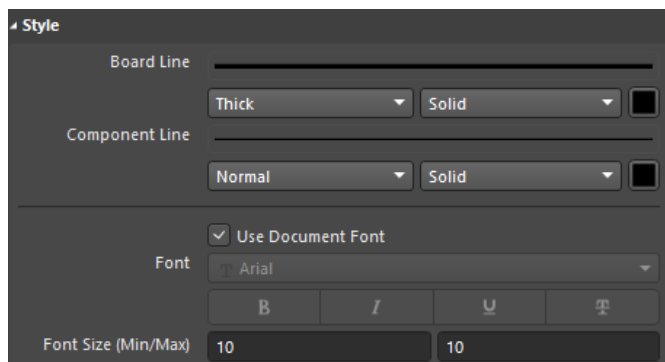 Style
Board Line
Thick Solid
Component Line
Normal Solid
Use Document Font
Font T Arial
B I U T
Font Size (Min/Max) 10 10